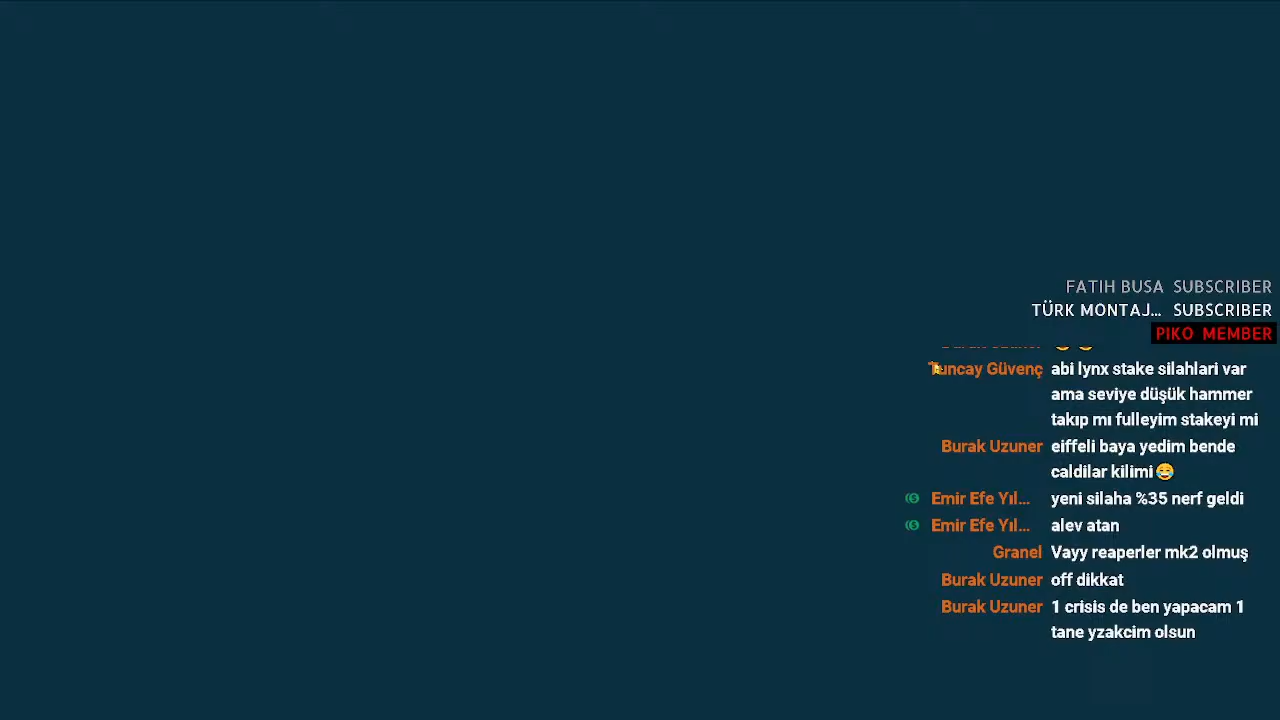 FATIH BUSA SUBSCRIBER
TÜRK MONTAJ... SUBSCRIBER
PIKO MEMBER
Burak Uzuner 😂 😂
Tuncay Güvenç abi lynx stake silahlari var
ama seviye düşük hammer
takıp mı fulleyim stakeyi mi
Burak Uzuner eiffeli baya yedim bende
caldilar kilimi😂
Emir Efe Yıl... yeni silaha %35 nerf geldi
Emir Efe Yıl... alev atan
Granel Vayy reaperler mk2 olmuş
Burak Uzuner off dikkat
Burak Uzuner 1 crisis de ben yapacam 1
tane yzakcim olsun